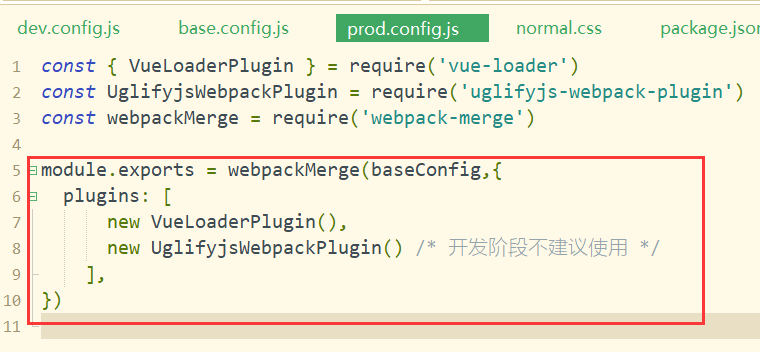 dev.config.js base.config.js prod.config.js normal.css package.json
1 const { VueLoaderPlugin } = require('vue-loader')
2 const UglifyjsWebpackPlugin = require('uglifyjs-webpack-plugin')
3 const webpackMerge = require('webpack-merge')
4
5 module.exports = webpackMerge(baseConfig,{
6 plugins: [
7 new VueLoaderPlugin(),
8 new UglifyjsWebpackPlugin() /* 开发阶段不建议使用 */
9 ],
10 })
11